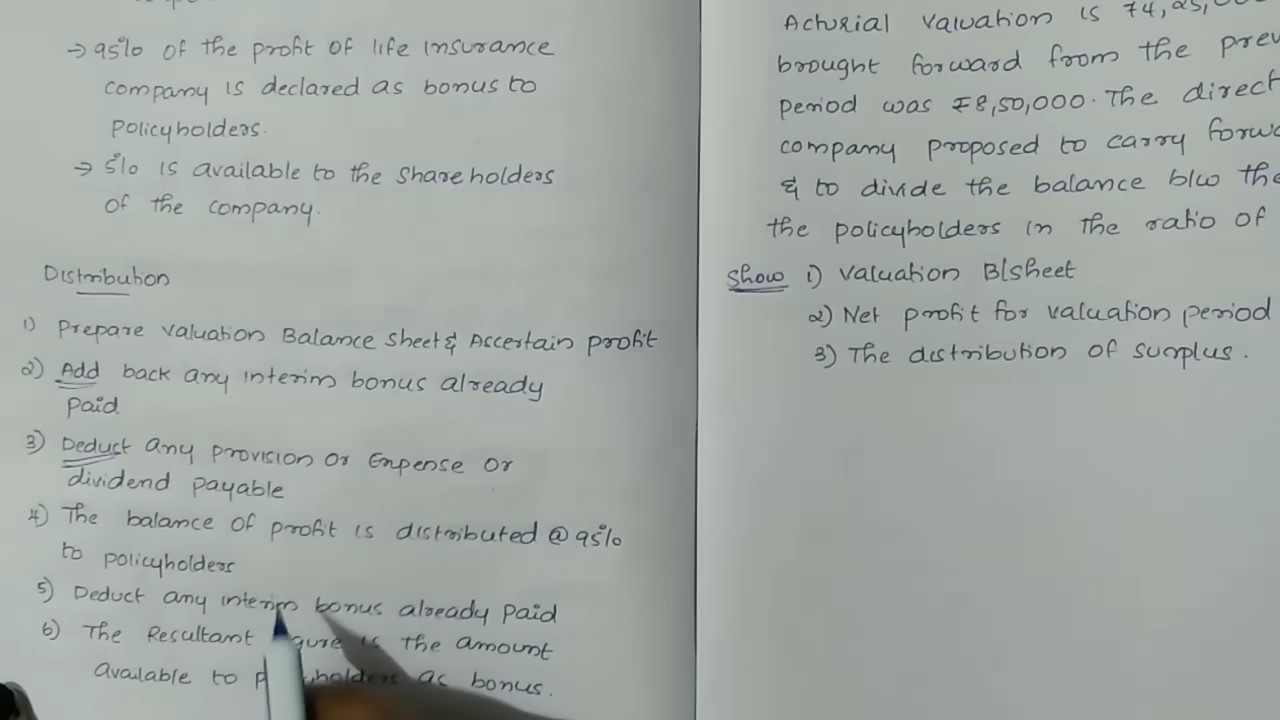 → 95% of the profit of life insurance
company is declared as bonus to
policyholders.
→ 5% is available to the shareholders
of the company.
Distribution
1) Prepare valuation Balance sheet & Ascertain profit
2) Add back any interim bonus already
paid
3) Deduct any provision or Expense or
dividend payable
4) The balance of profit is distributed @ 95%
to policyholders
5) Deduct any interim bonus already paid
6) The Resultant is the amount
available to as bonus.
Acturial valuation is ₹4,25,
brought forward from the prev
period was ₹8,50,000. The direct
company proposed to carry forwa
& to divide the balance b/w the
the policyholders in the ratio of
Show 1) Valuation B/sheet
2) Net profit for valuation period
3) The distribution of surplus.